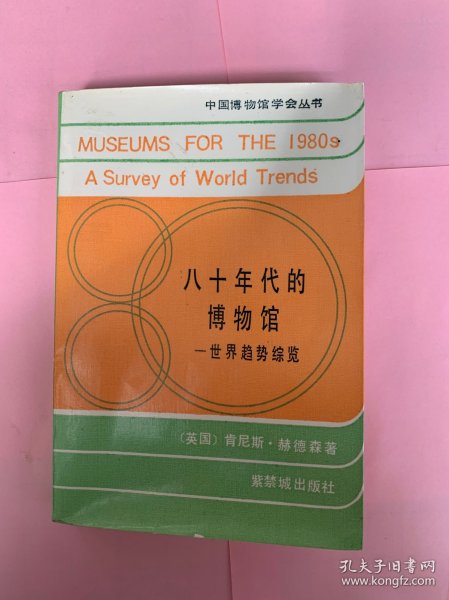 中国博物馆学会丛书
MUSEUMS FOR THE 1980s
A Survey of World Trends
八十年代的
博物馆
—世界趋势综览
〔英国〕肯尼斯·赫德森著
紫禁城出版社
孔夫子旧书网
www.kongfz.com